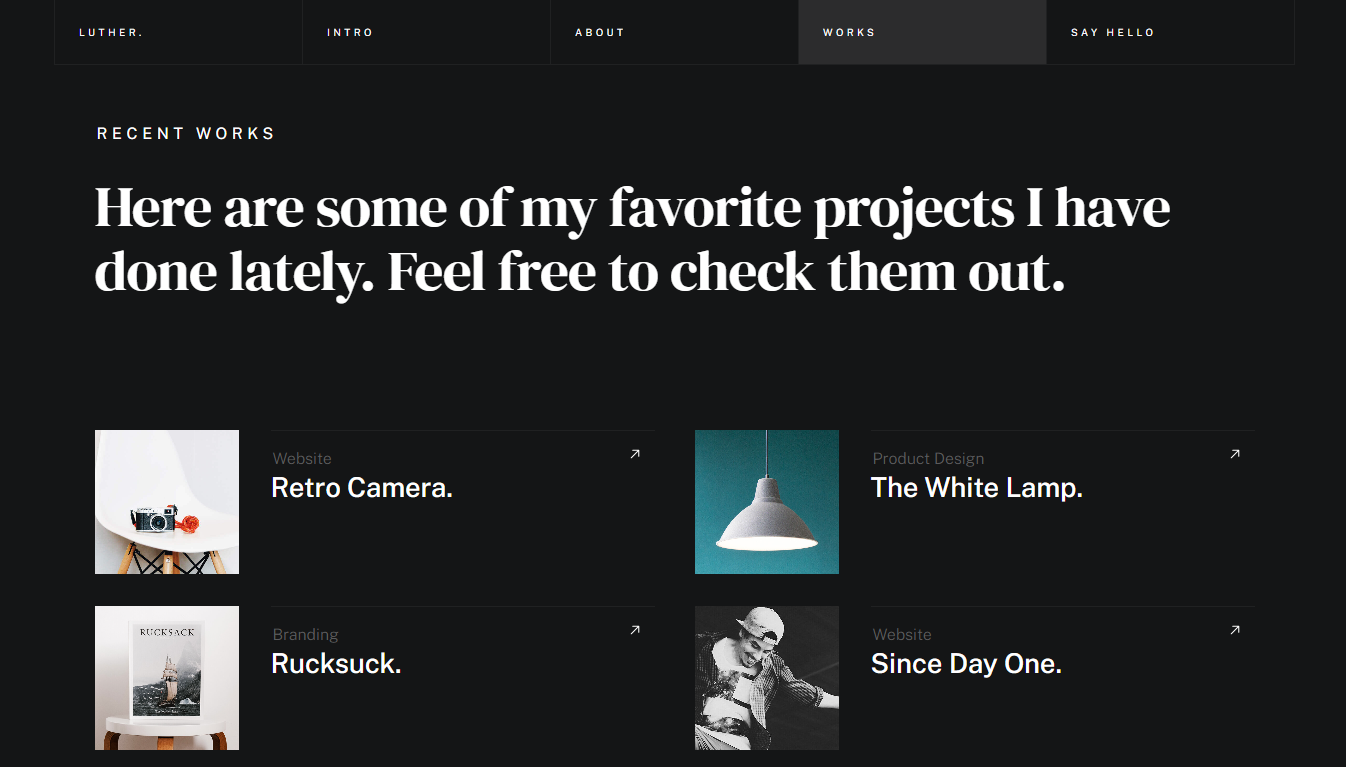 LUTHER.
INTRO
ABOUT
WORKS
SAY HELLO
RECENT WORKS
Here are some of my favorite projects I have
done lately. Feel free to check them out.
Website
Retro Camera.
Product Design
The White Lamp.
RUCKSACK
Branding
Rucksuck.
Website
Since Day One.